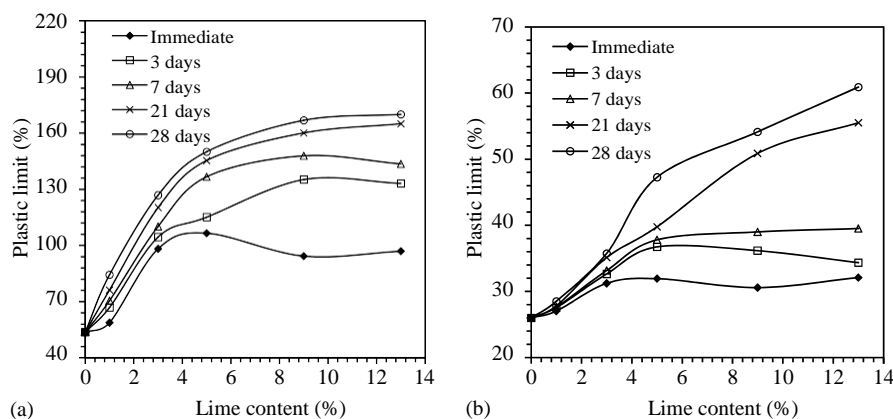 220
190
160
130
100
70
40
Plastic limit (%)
Immediate
3 days
7 days
21 days
28 days
0 2 4 6 8 10 12 14
Lime content (%)
(a)
70
60
50
40
30
20
Plastic limit (%)
Immediate
3 days
7 days
21 days
28 days
0 2 4 6 8 10 12 14
Lime content (%)
(b)